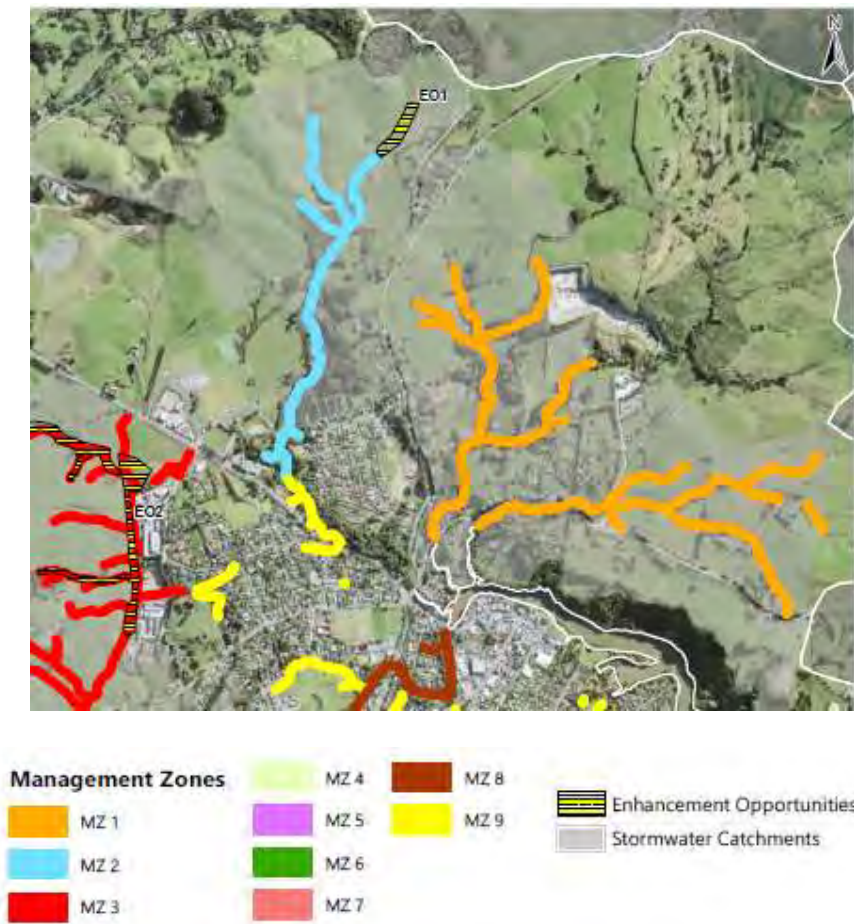 N
EO1
EO2
Management Zones
MZ 1
MZ 2
MZ 3
MZ 4
MZ 5
MZ 6
MZ 7
MZ 8
MZ 9
Enhancement Opportunities
Stormwater Catchments